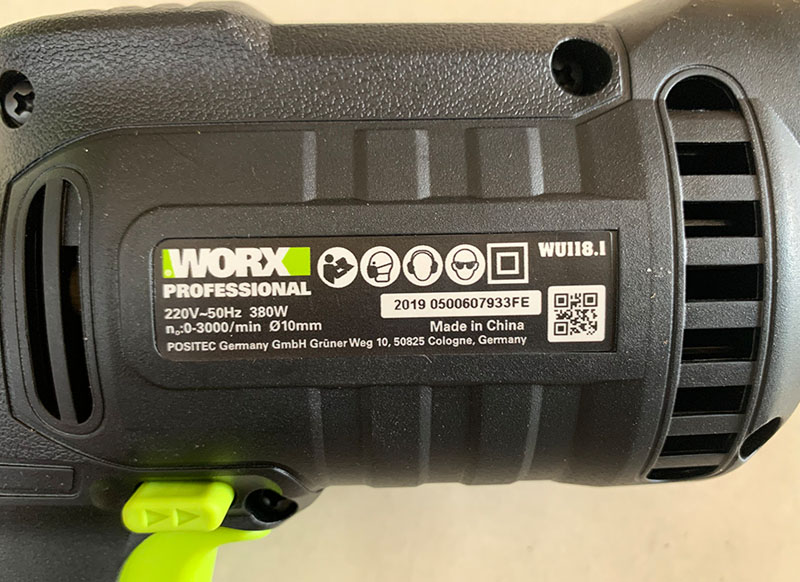 WORX
PROFESSIONAL
WU118.1
220V~50Hz 380W
2019 0500607933FE
n₀:0-3000/min Ø10mm
Made in China
POSITEC Germany GmbH Grüner Weg 10, 50825 Cologne, Germany